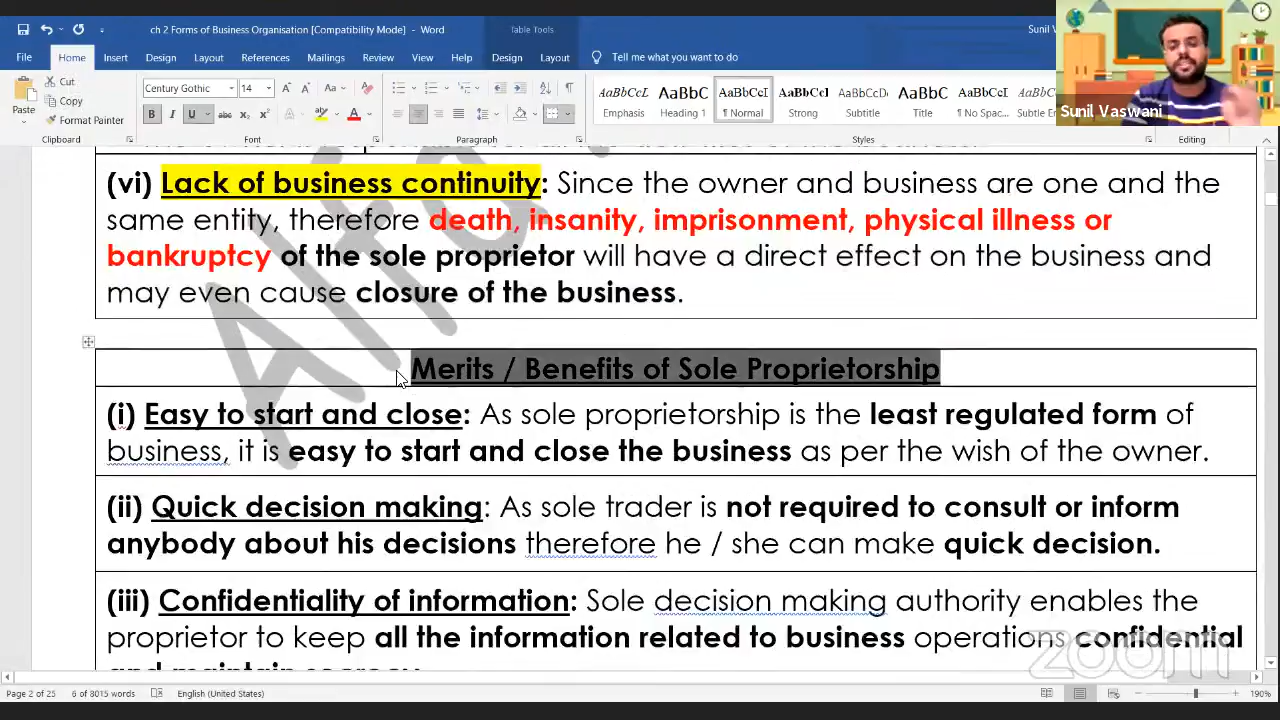 ch 2 Forms of Business Organisation [Compatibility Mode] - Word
Table Tools
Sunil V
File Home Insert Design Layout References Mailings Review View Help Design Layout Tell me what you want to do
Paste
Cut
Copy
Format Painter
Century Gothic 14
AaBbCcL AaBbC AaBbCcI AaBbCcJ AaBbCcD AaBbC AaBbCcI AaBbC
Emphasis Heading 1 ¶ Normal Strong Subtitle Title ¶ No Spac... Subtle E
Clipboard Font Paragraph Styles Editing
Sunil Vaswani
(vi) Lack of business continuity: Since the owner and business are one and the
same entity, therefore death, insanity, imprisonment, physical illness or
bankruptcy of the sole proprietor will have a direct effect on the business and
may even cause closure of the business.
Merits / Benefits of Sole Proprietorship
(i) Easy to start and close: As sole proprietorship is the least regulated form of
business, it is easy to start and close the business as per the wish of the owner.
(ii) Quick decision making: As sole trader is not required to consult or inform
anybody about his decisions therefore he / she can make quick decision.
(iii) Confidentiality of information: Sole decision making authority enables the
proprietor to keep all the information related to business operations confidential
and maintain secrecy
zoom
Page 2 of 25 6 of 8015 words English (United States) 190%